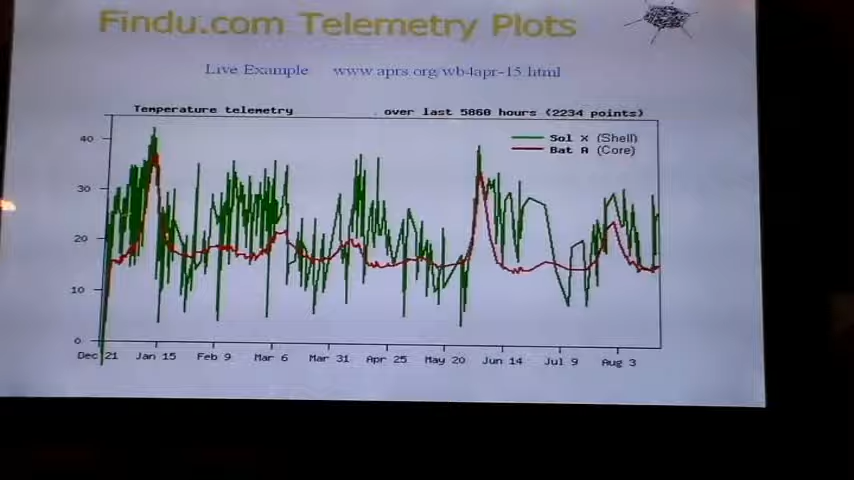 Findu.com Telemetry Plots
Live Example www.aprs.org/wb4apr-15.html
Temperature telemetry over last 5860 hours (2234 points)
Sol X (Shell)
Bat A (Core)
40
30
20
10
0
Dec 21 Jan 15 Feb 9 Mar 6 Mar 31 Apr 25 May 20 Jun 14 Jul 9 Aug 3